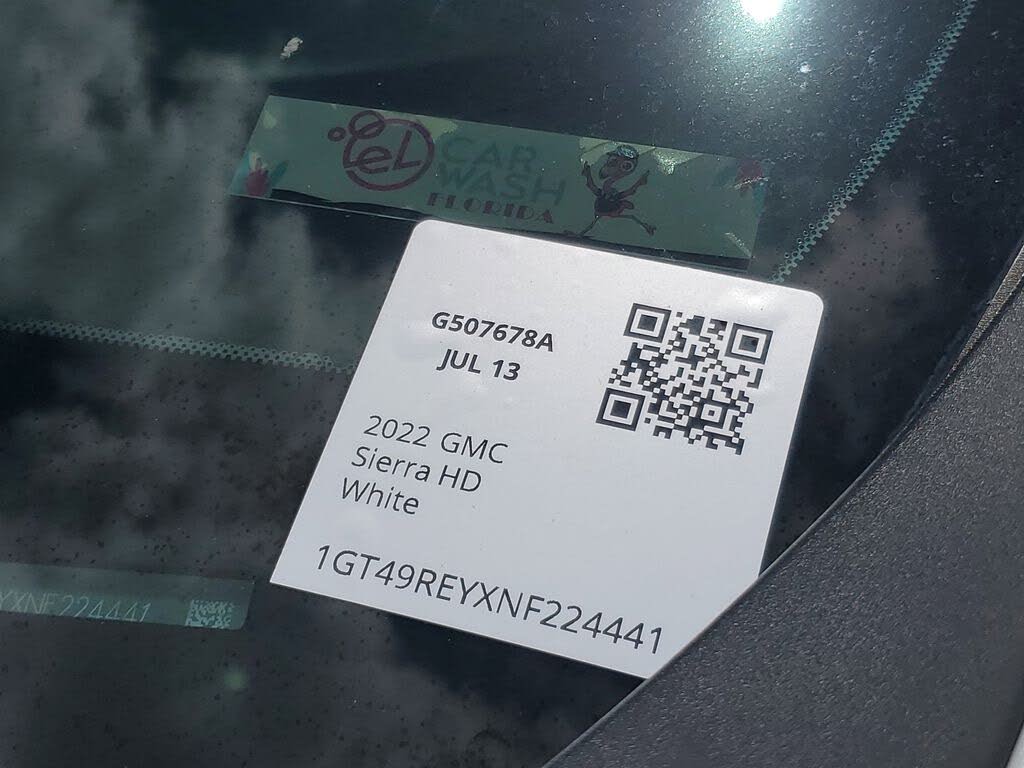 eL CAR
WASH
FLORIDA
G507678A
JUL 13
2022 GMC
Sierra HD
White
1GT49REYXNF224441
YXNF224441